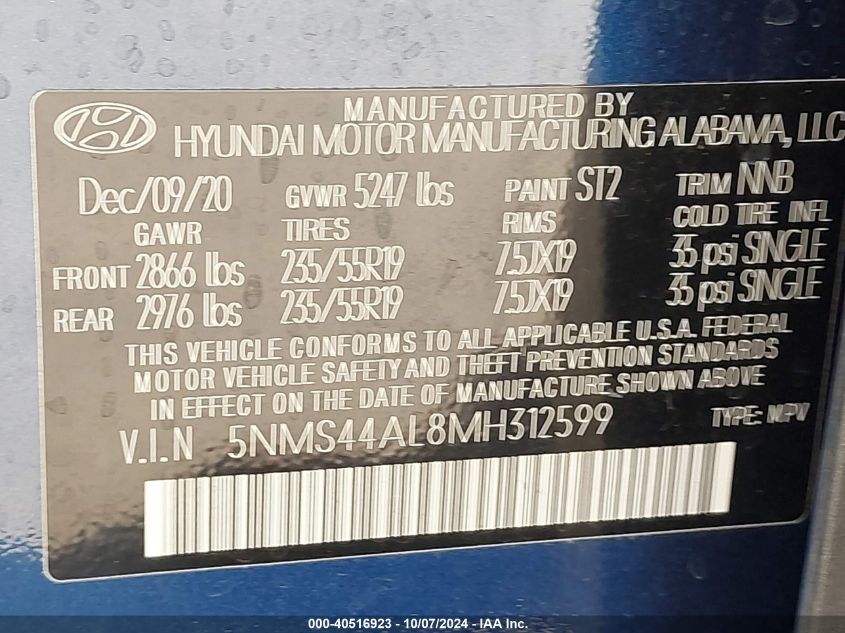 MANUFACTURED BY
HYUNDAI MOTOR MANUFACTURING ALABAMA, LLC
Dec/09/20 GVWR 5247 lbs PAINT ST2 TRIM NNB
GAWR TIRES RIMS COLD TIRE INFL
FRONT 2866 lbs 235/55R19 7.5JX19 35 psi SINGLE
REAR 2976 lbs 235/55R19 7.5JX19 35 psi SINGLE
THIS VEHICLE CONFORMS TO ALL APPLICABLE U.S.A. FEDERAL
MOTOR VEHICLE SAFETY AND THEFT PREVENTION STANDARDS
IN EFFECT ON THE DATE OF MANUFACTURE SHOWN ABOVE
V.I.N 5NMS44AL8MH312599 TYPE: MPV
000-40516923 - 10/07/2024 - IAA Inc.